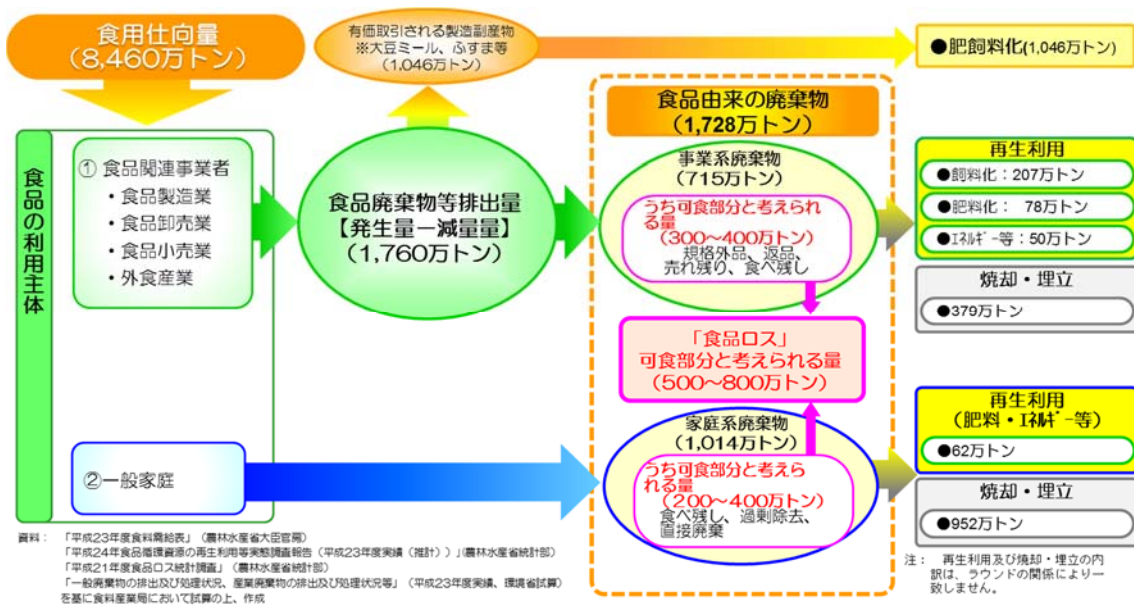 食用仕向量
(8,460万トン)
有価取引される製造副産物
※大豆ミール、ふすま等
(1,046万トン)
●肥飼料化(1,046万トン)
食品の利用主体
① 食品関連事業者
・食品製造業
・食品卸売業
・食品小売業
・外食産業
食品廃棄物等排出量
【発生量－減量量】
(1,760万トン)
食品由来の廃棄物
(1,728万トン)
事業系廃棄物
(715万トン)
うち可食部分と考えられ
る量
(300～400万トン)
規格外品、返品、
売れ残り、食べ残し
再生利用
●飼料化：207万トン
●肥料化： 78万トン
●ｴﾈﾙｷﾞｰ等：50万トン
焼却・埋立
●379万トン
「食品ロス」
可食部分と考えられる量
(500～800万トン)
②一般家庭
家庭系廃棄物
(1,014万トン)
うち可食部分と考えら
れる量
(200～400万トン)
食べ残し、過剰除去、
直接廃棄
再生利用
(肥料・ｴﾈﾙｷﾞｰ等)
●62万トン
焼却・埋立
●952万トン
資料： 「平成23年度食料需給表」（農林水産省大臣官房）
「平成24年食品循環資源の再生利用等実態調査報告（平成23年度実績（推計））」(農林水産省統計部)
「平成21年度食品ロス統計調査」（農林水産省統計部）
「一般廃棄物の排出及び処理状況、産業廃棄物の排出及び処理状況等」（平成23年度実績、環境省試算）
を基に食料産業局において試算の上、作成
注： 再生利用及び焼却・埋立の内
訳は、ラウンドの関係により一
致しません。